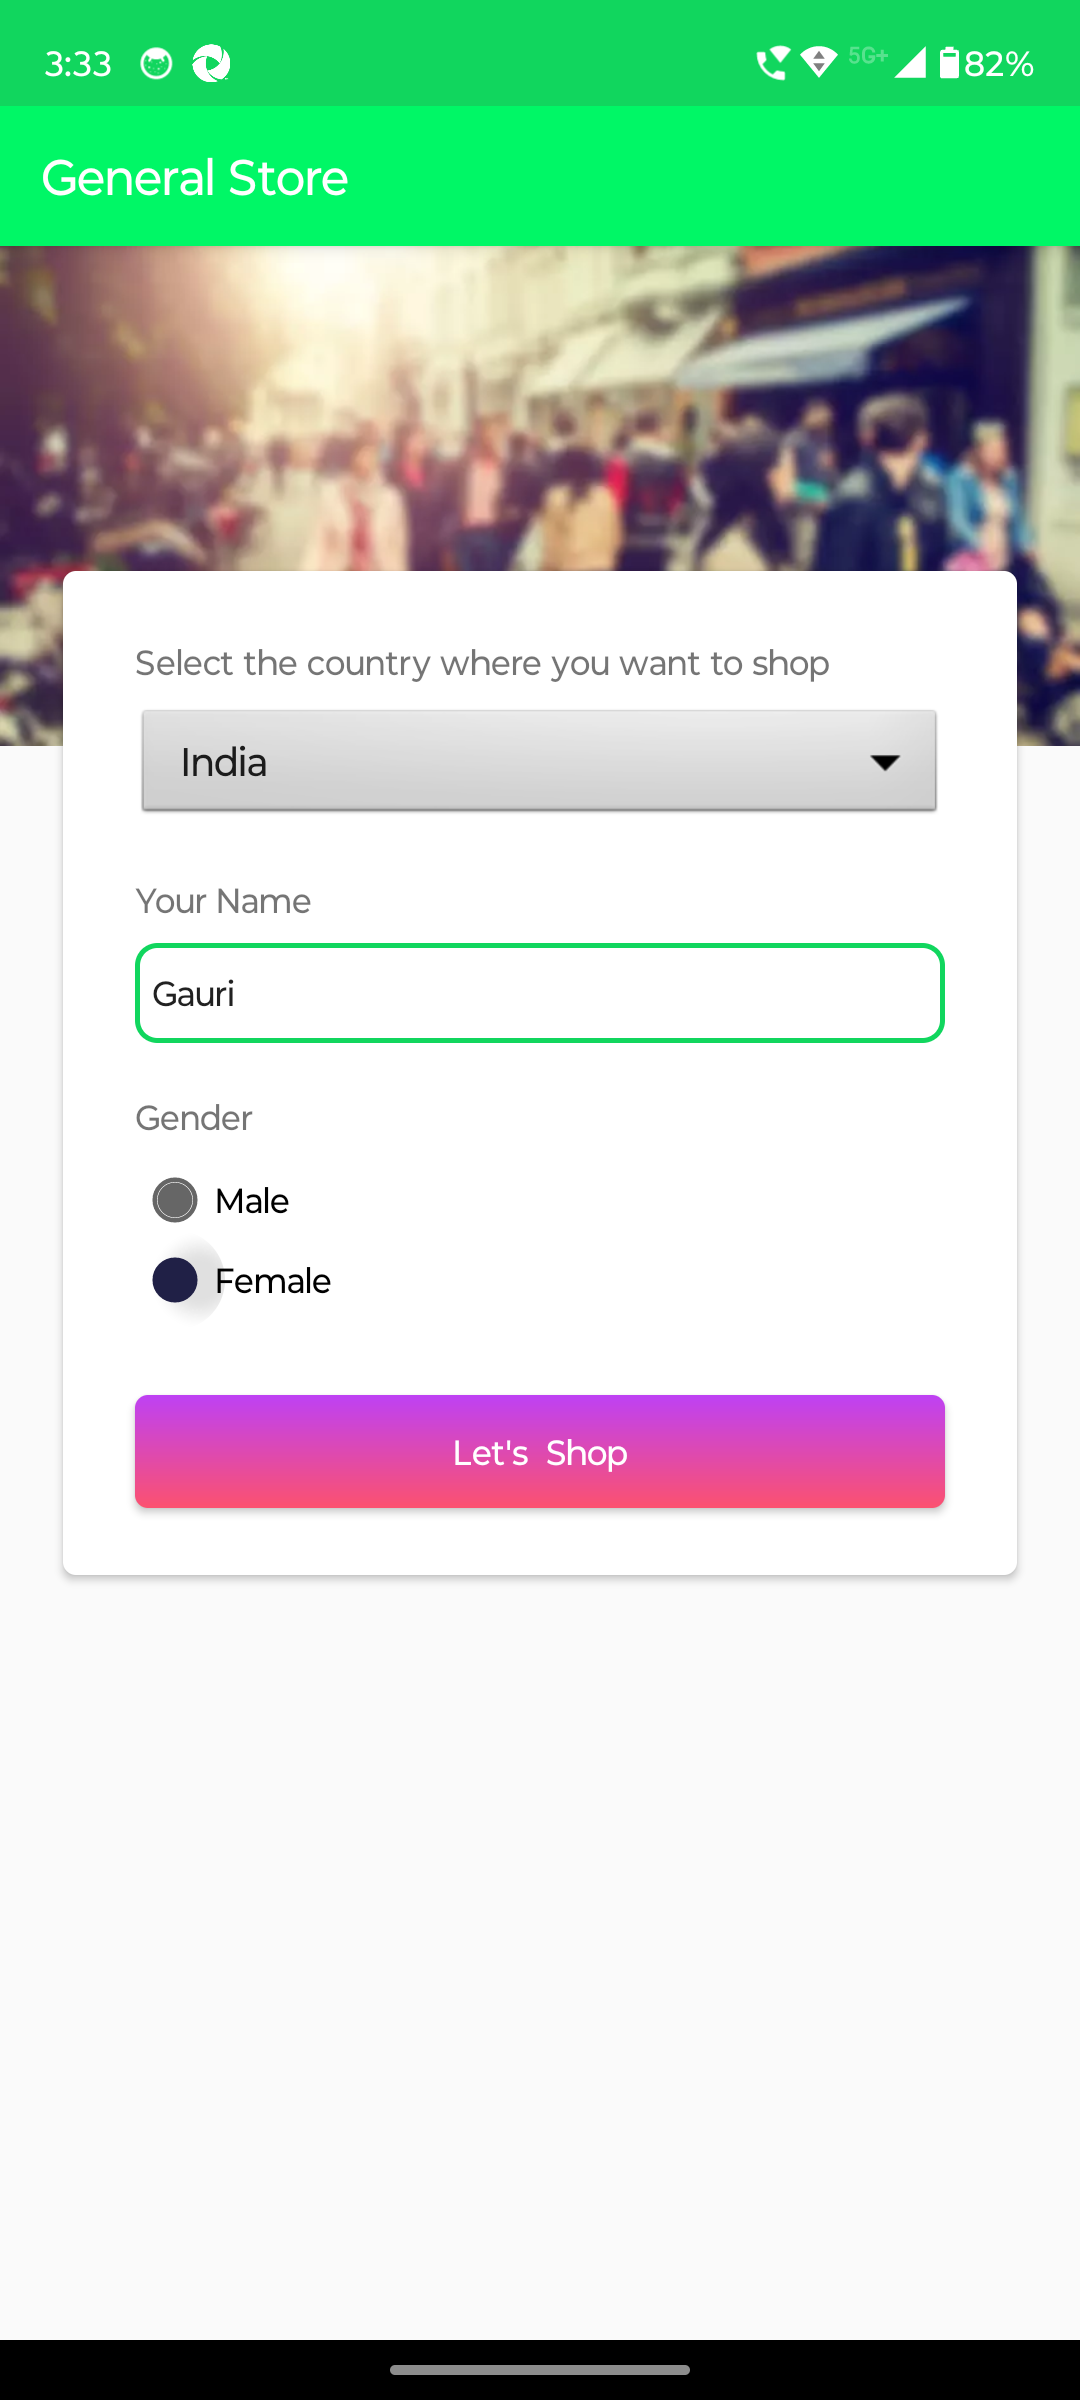 3:33 5G+ 82%
General Store
Select the country where you want to shop
India
Your Name
Gauri
Gender
Male
Female
Let's Shop